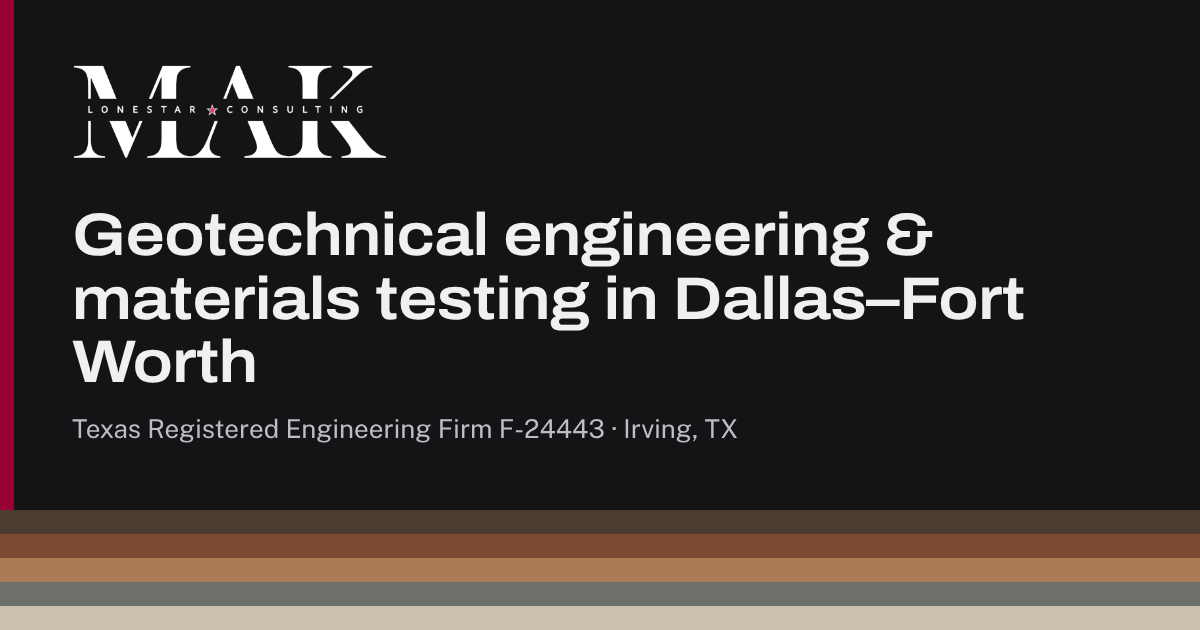 MAK
LONESTAR CONSULTING
Geotechnical engineering &
materials testing in Dallas–Fort
Worth
Texas Registered Engineering Firm F-24443 · Irving, TX